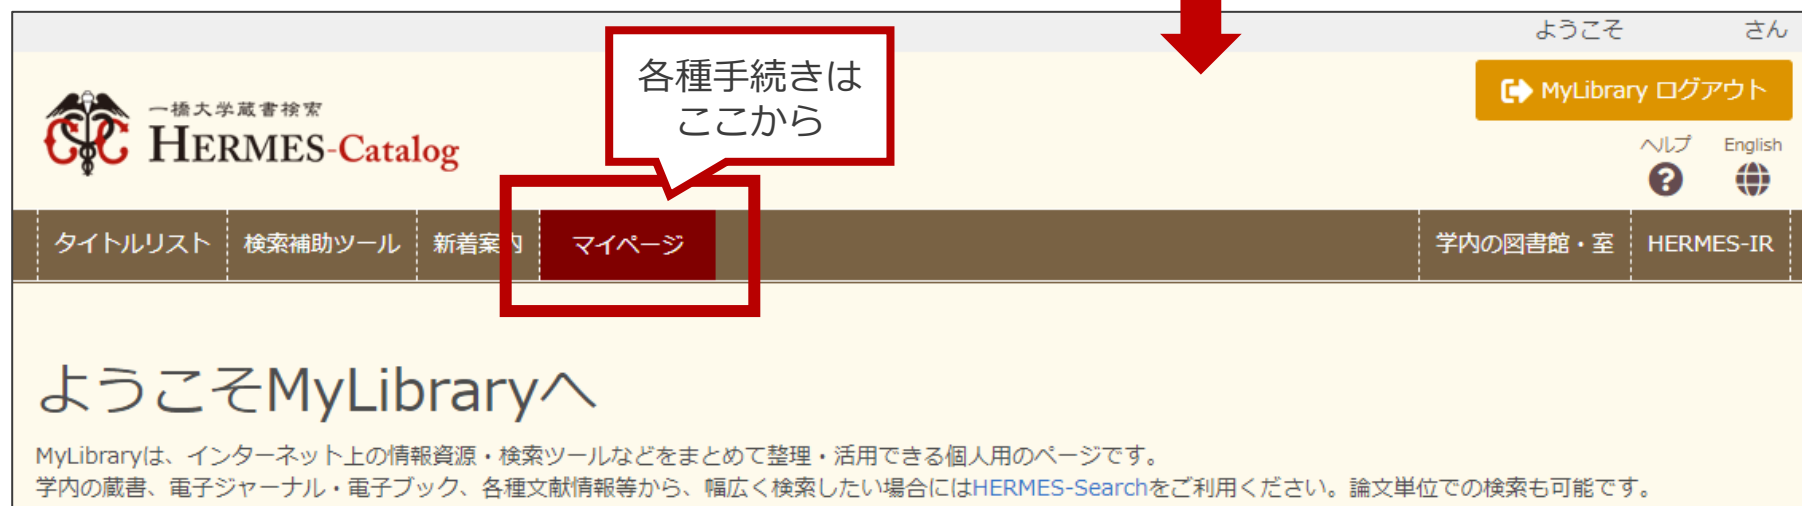 ようこそ さん
各種手続きは
ここから
MyLibrary ログアウト
一橋大学蔵書検索
HERMES-Catalog
ヘルプ English
タイトルリスト 検索補助ツール 新着案内 マイページ 学内の図書館・室 HERMES-IR
ようこそMyLibraryへ
MyLibraryは、インターネット上の情報資源・検索ツールなどをまとめて整理・活用できる個人用のページです。
学内の蔵書、電子ジャーナル・電子ブック、各種文献情報等から、幅広く検索したい場合にはHERMES-Searchをご利用ください。論文単位での検索も可能です。